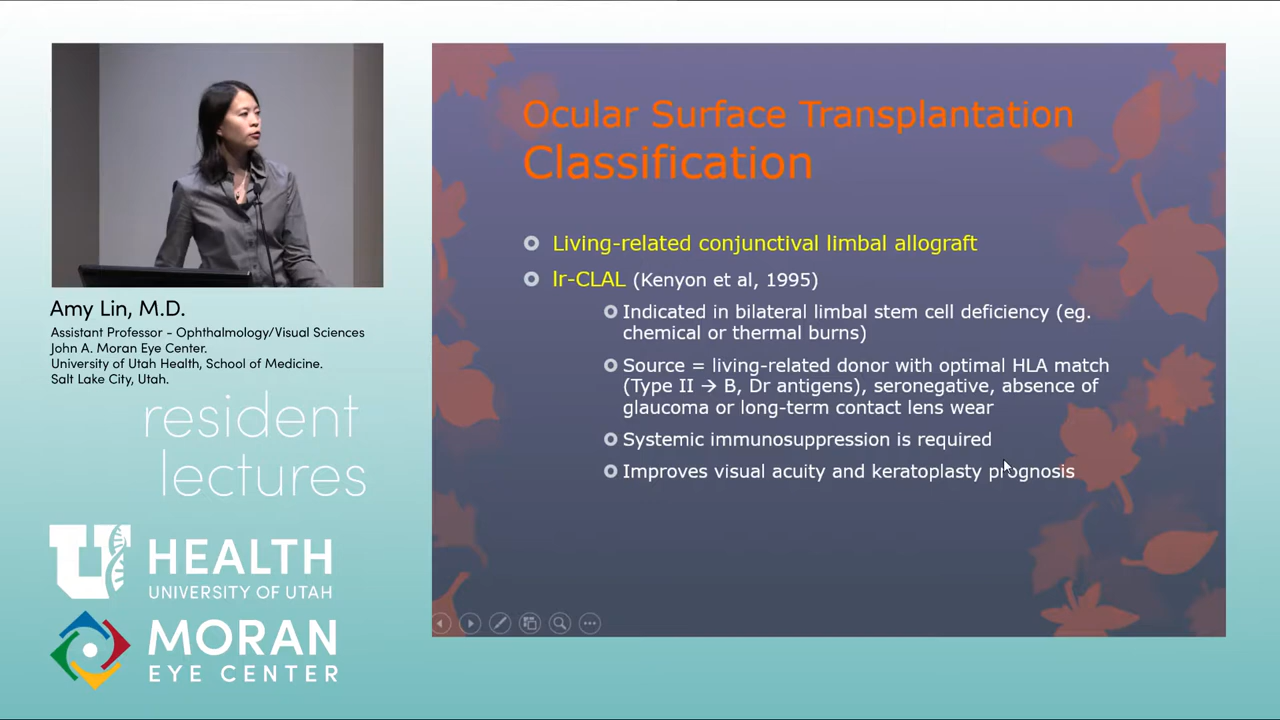 Amy Lin, M.D.
Assistant Professor - Ophthalmology/Visual Sciences
John A. Moran Eye Center.
University of Utah Health, School of Medicine.
Salt Lake City, Utah.
resident
lectures
U HEALTH
UNIVERSITY OF UTAH
MORAN
EYE CENTER
Ocular Surface Transplantation
Classification
Living-related conjunctival limbal allograft
lr-CLAL (Kenyon et al, 1995)
Indicated in bilateral limbal stem cell deficiency (eg.
chemical or thermal burns)
Source = living-related donor with optimal HLA match
(Type II → B, Dr antigens), seronegative, absence of
glaucoma or long-term contact lens wear
Systemic immunosuppression is required
Improves visual acuity and keratoplasty prognosis